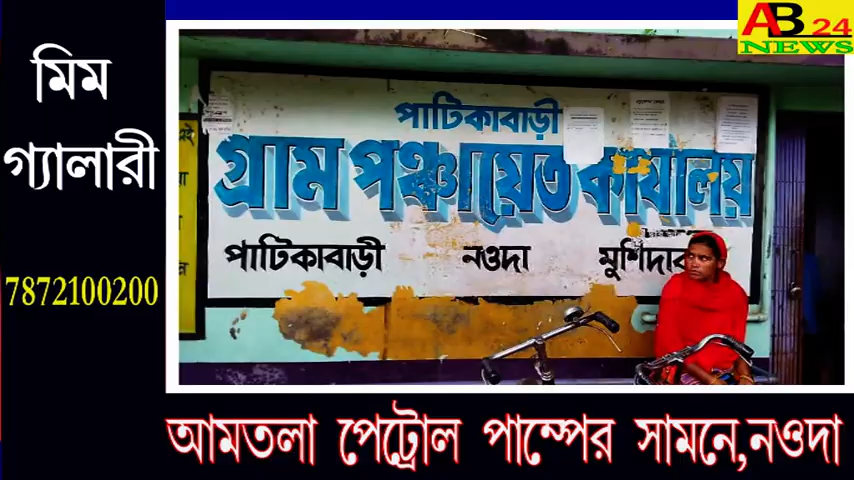 AB 24
NEWS
মিম
গ্যালারী
7872100200
পাটিকাবাড়ী
গ্রাম পঞ্চায়েত কার্যালয়
পাটিকাবাড়ী নওদা
আমতলা পেট্রোল পাম্পের সামনে,নওদা